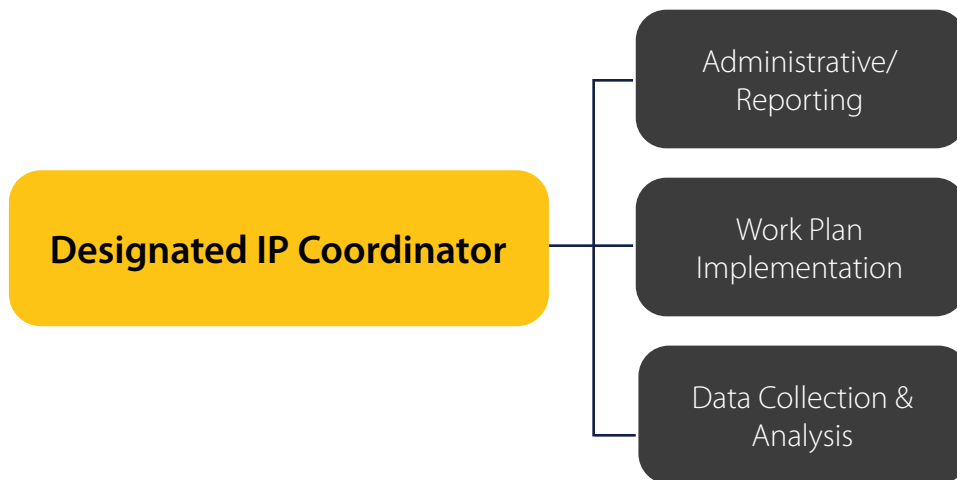 Administrative/
Reporting
Designated IP Coordinator
Work Plan
Implementation
Data Collection &
Analysis